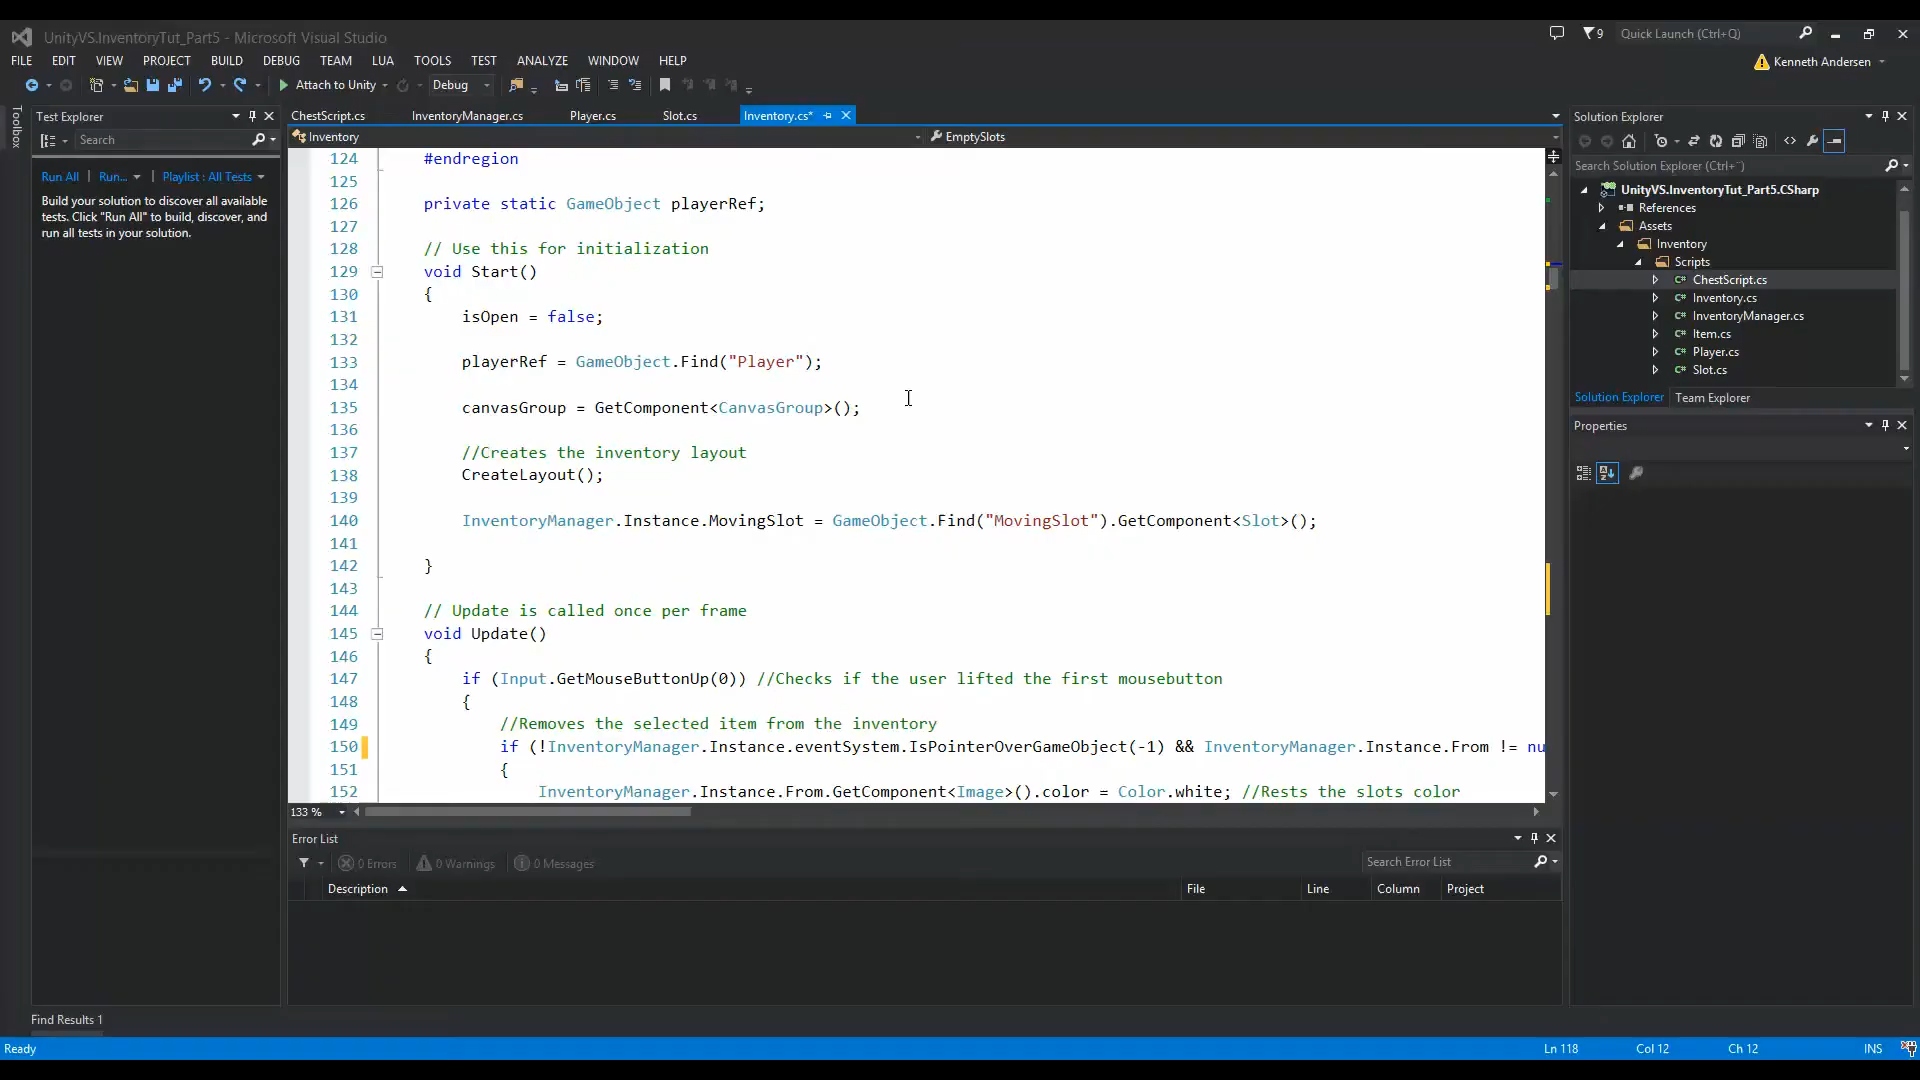 UnityVS.InventoryTut_Part5 - Microsoft Visual Studio
9
Quick Launch (Ctrl+Q)
FILE EDIT VIEW PROJECT BUILD DEBUG TEAM LUA TOOLS TEST ANALYZE WINDOW HELP
Kenneth Andersen
Attach to Unity
Debug
Toolbox
Test Explorer
Search
Run All | Run... Playlist : All Tests
Build your solution to discover all available
tests. Click "Run All" to build, discover, and
run all tests in your solution.
ChestScript.cs InventoryManager.cs Player.cs Slot.cs Inventory.cs*
Inventory
EmptySlots
124 #endregion
125
126 private static GameObject playerRef;
127
128 // Use this for initialization
129 void Start()
130 {
131 isOpen = false;
132
133 playerRef = GameObject.Find("Player");
134
135 canvasGroup = GetComponent<CanvasGroup>();
136
137 //Creates the inventory layout
138 CreateLayout();
139
140 InventoryManager.Instance.MovingSlot = GameObject.Find("MovingSlot").GetComponent<Slot>();
141
142 }
143
144 // Update is called once per frame
145 void Update()
146 {
147 if (Input.GetMouseButtonUp(0)) //Checks if the user lifted the first mousebutton
148 {
149 //Removes the selected item from the inventory
150 if (!InventoryManager.Instance.eventSystem.IsPointerOverGameObject(-1) && InventoryManager.Instance.From != nu
151 {
152 InventoryManager.Instance.From.GetComponent<Image>().color = Color.white; //Rests the slots color
133 %
Error List
0 Errors 0 Warnings 0 Messages
Search Error List
Description File Line Column Project
Solution Explorer
Search Solution Explorer (Ctrl+¨)
UnityVS.InventoryTut_Part5.CSharp
References
Assets
Inventory
Scripts
C# ChestScript.cs
C# Inventory.cs
C# InventoryManager.cs
C# Item.cs
C# Player.cs
C# Slot.cs
Solution Explorer Team Explorer
Properties
Find Results 1
Ready
Ln 118 Col 12 Ch 12 INS